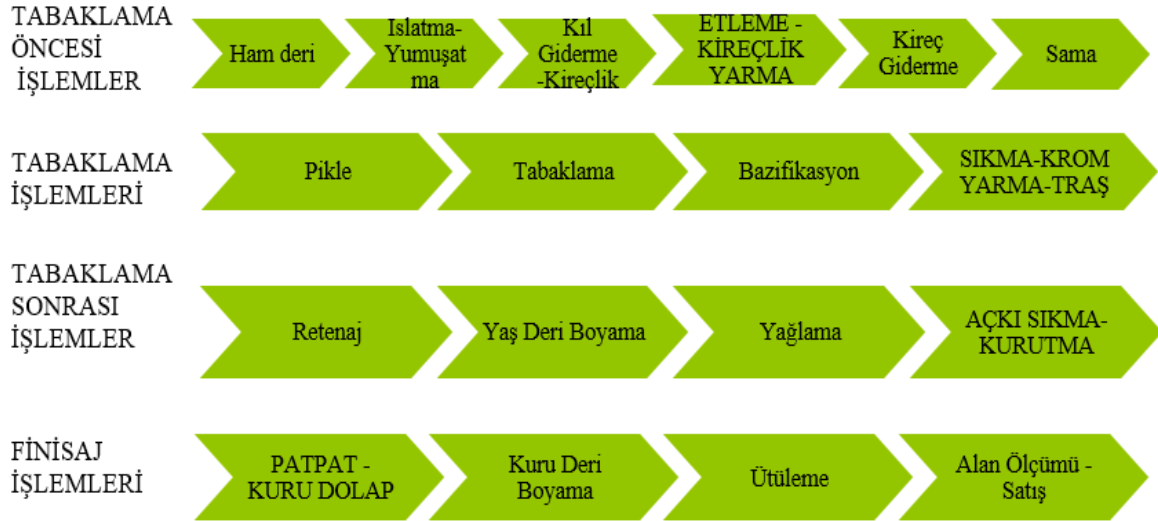 TABAKLAMA
ÖNCESİ
İŞLEMLER
Ham deri
Islatma-
Yumuşat
ma
Kıl
Giderme
-Kireçlik
ETLEME -
KİREÇLİK
YARMA
Kireç
Giderme
Sama
TABAKLAMA
İŞLEMLERİ
Pikle
Tabaklama
Bazifikasyon
SIKMA-KROM
YARMA-TRAŞ
TABAKLAMA
SONRASI
İŞLEMLER
Retenaj
Yaş Deri Boyama
Yağlama
AÇKI SIKMA-
KURUTMA
FİNİSAJ
İŞLEMLERİ
PATPAT -
KURU DOLAP
Kuru Deri
Boyama
Ütüleme
Alan Ölçümü -
Satış